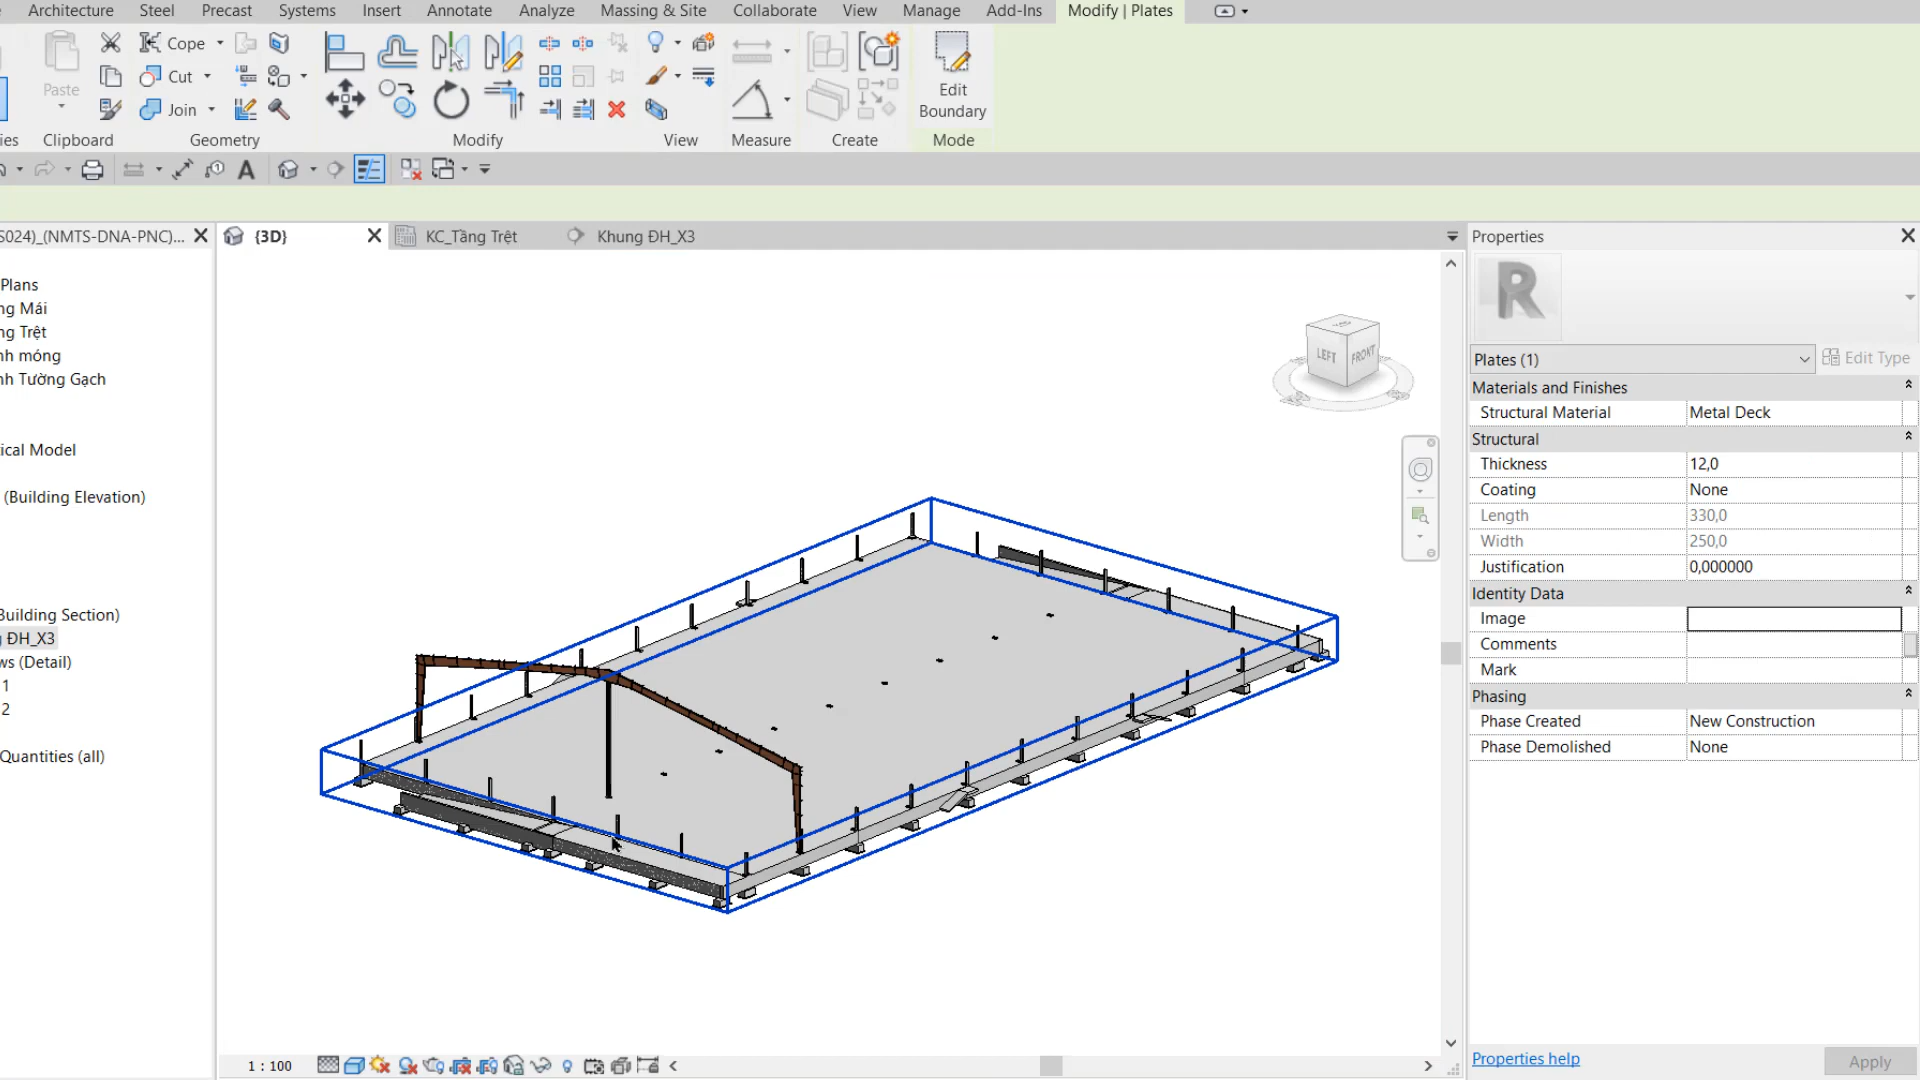 Architecture Steel Precast Systems Insert Annotate Analyze Massing & Site Collaborate View Manage Add-Ins Modify | Plates
Paste
Cope
Cut
Join
Edit
Boundary
ies Clipboard Geometry Modify View Measure Create Mode
A
S024)_(NMTS-DNA-PNC)...
{3D}
KC_Tầng Trệt
Khung ĐH_X3
Plans
ng Mái
ng Trệt
nh móng
nh Tường Gạch
ical Model
(Building Elevation)
Building Section)
ĐH_X3
ws (Detail)
1
2
Quantities (all)
LEFT FRONT
1 : 100
Properties
R
Plates (1)
Edit Type
Materials and Finishes
Structural Material Metal Deck
Structural
Thickness 12,0
Coating None
Length 330,0
Width 250,0
Justification 0,000000
Identity Data
Image
Comments
Mark
Phasing
Phase Created New Construction
Phase Demolished None
Properties help
Apply